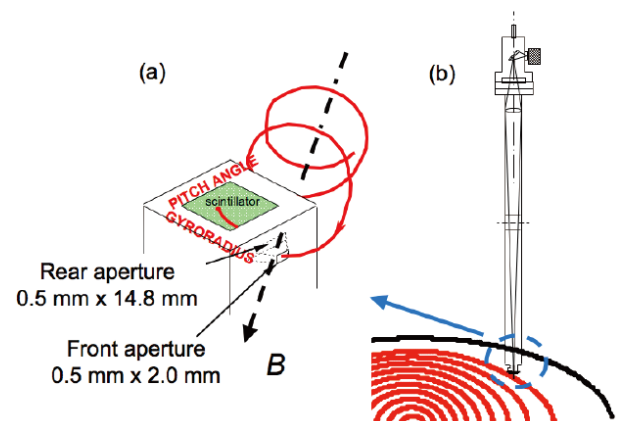 (a)
(b)
PITCH ANGLE
scintillator
GYRORADIUS
Rear aperture
0.5 mm x 14.8 mm
Front aperture
0.5 mm x 2.0 mm
B